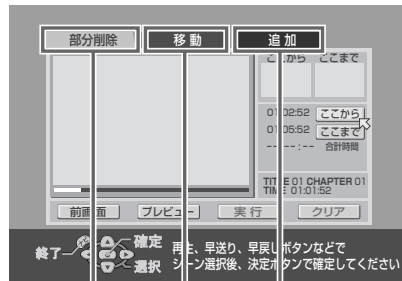 部分削除 移動 追加
ここから ここまで
01:02:52 ここから
01:05:52 ここまで
--:--:-- 合計時間
TITLE 01 CHAPTER 01
TIME 01:01:52
前画面 プレビュー 実行 クリア
終了 確定 選択
再生、早送り、早戻しボタンなどで
シーン選択後、決定ボタンで確定してください